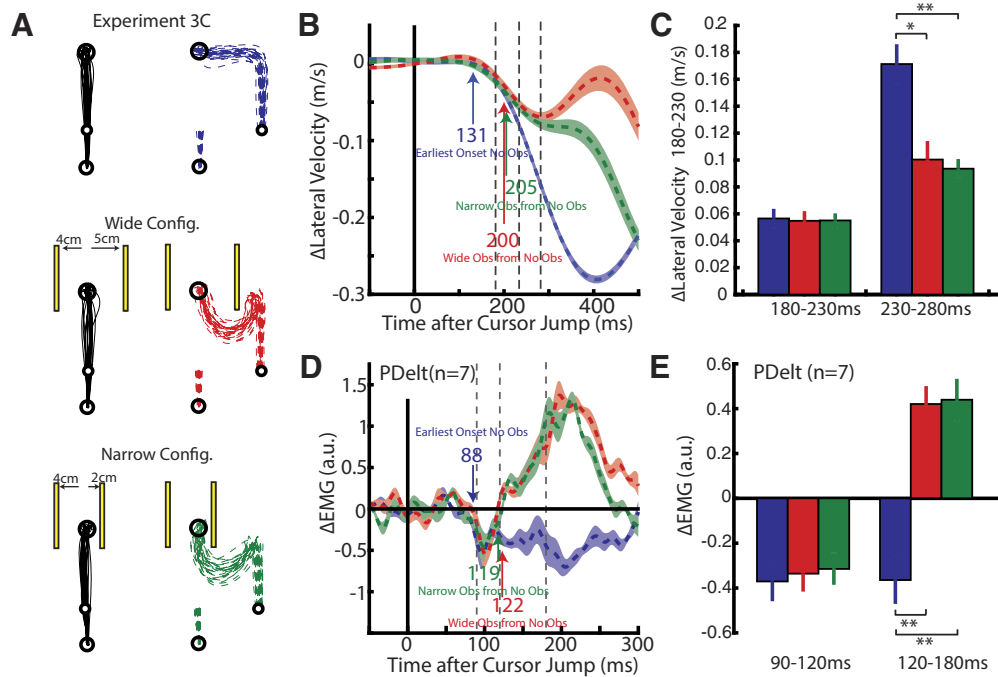 A
Experiment 3C
Wide Config.
4cm 5cm
Narrow Config.
4cm 2cm
B
ΔLateral Velocity (m/s)
0
-0.1
-0.2
-0.3
131
Earliest Onset No Obs
205
Narrow Obs from No Obs
200
Wide Obs from No Obs
0 200 400
Time after Cursor Jump (ms)
C
ΔLateral Velocity 180-230 (m/s)
0.2
0.18
0.16
0.14
0.12
0.1
0.08
0.06
0.04
0.02
0
**
*
180-230ms 230-280ms
D
PDelt(n=7)
ΔEMG (a.u.)
1.5
1
0.5
0
-0.5
-1
Earliest Onset No Obs
88
119
Narrow Obs from No Obs
122
Wide Obs from No Obs
0 100 200 300
Time after Cursor Jump (ms)
E
PDelt (n=7)
ΔEMG (a.u.)
0.6
0.4
0.2
0
-0.2
-0.4
-0.6
**
**
90-120ms 120-180ms